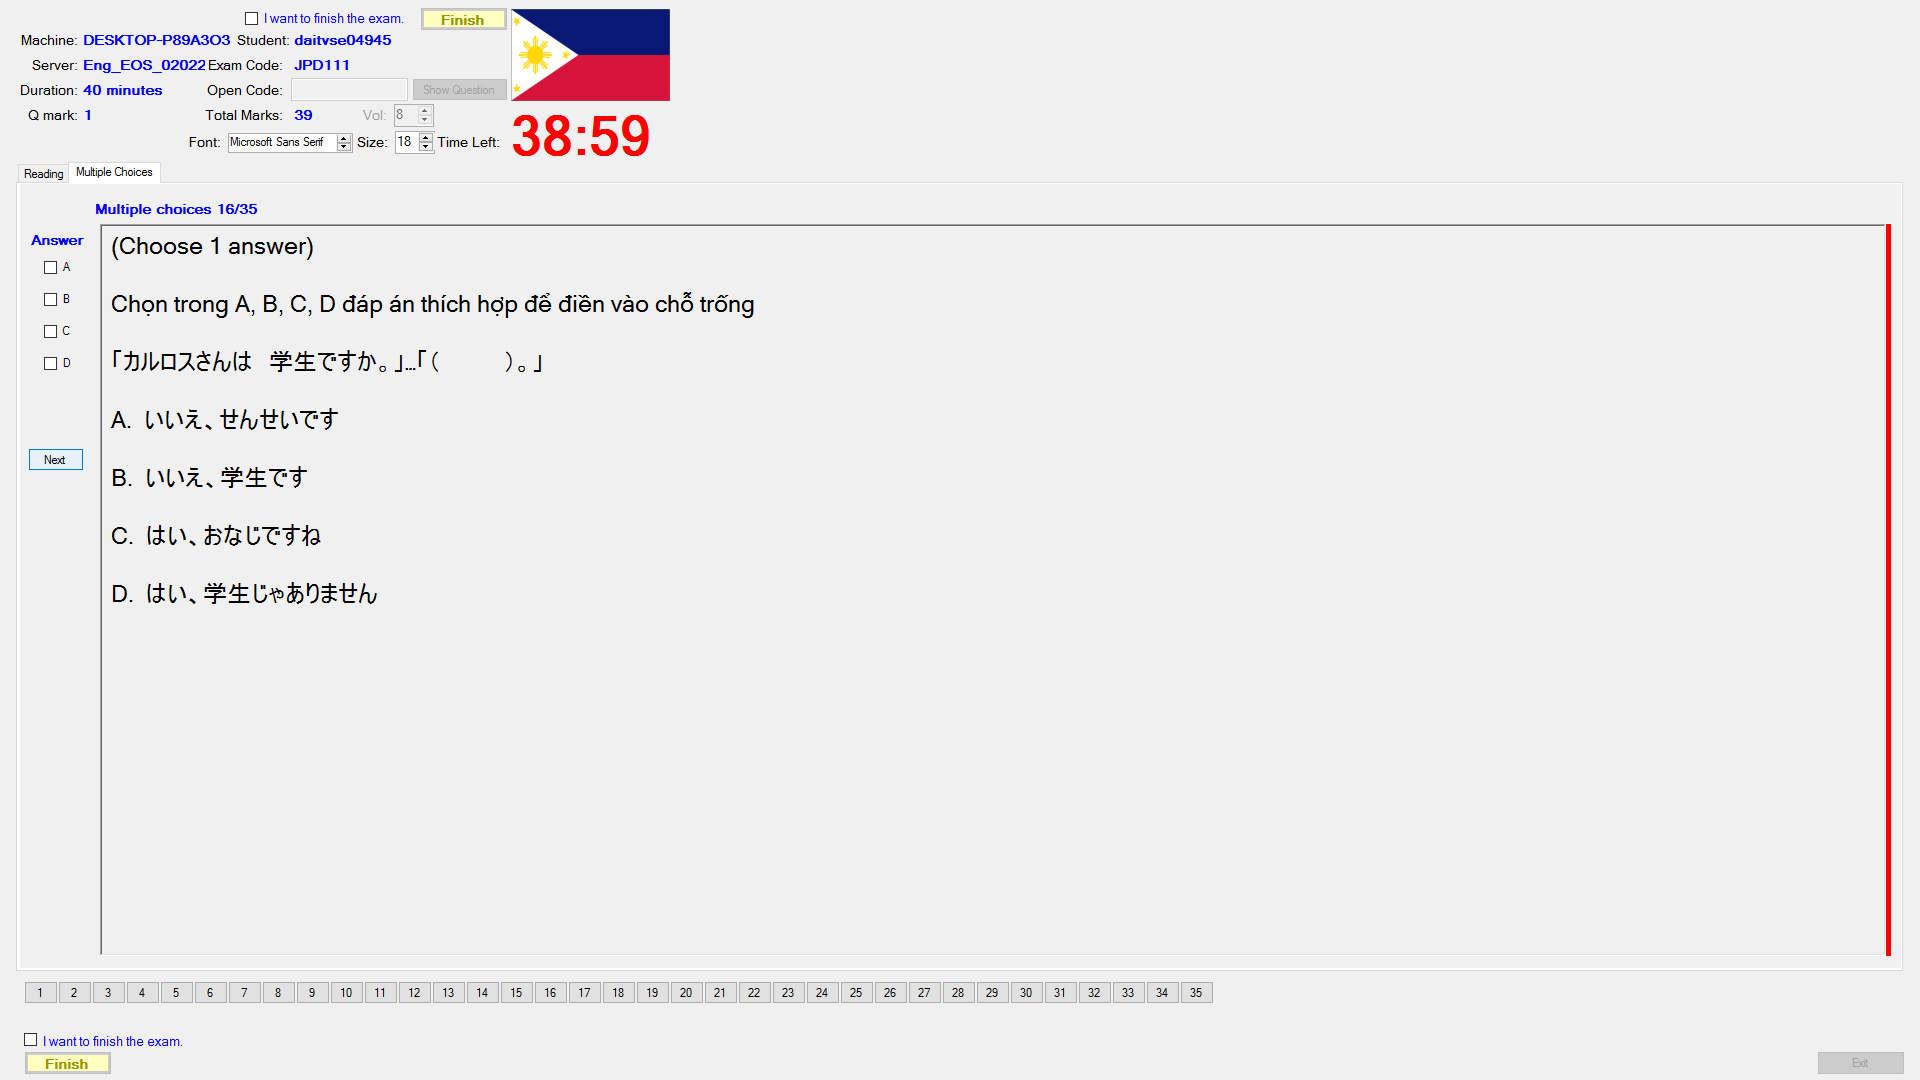 I want to finish the exam. Finish
Machine: DESKTOP-P89A3O3 Student: daitvse04945
Server: Eng_EOS_02022 Exam Code: JPD111
Duration: 40 minutes Open Code: Show Question
Q mark: 1 Total Marks: 39 Vol: 8
Font: Microsoft Sans Serif Size: 18 Time Left: 38:59
Reading Multiple Choices
Multiple choices 16/35
Answer
A
B
C
D
Next
(Choose 1 answer)
Chọn trong A, B, C, D đáp án thích hợp để điền vào chỗ trống
「カルロスさんは　学生ですか。」…「（　　　）。」
A. いいえ、せんせいです
B. いいえ、学生です
C. はい、おなじですね
D. はい、学生じゃありません
1 2 3 4 5 6 7 8 9 10 11 12 13 14 15 16 17 18 19 20 21 22 23 24 25 26 27 28 29 30 31 32 33 34 35
I want to finish the exam.
Finish
Exit